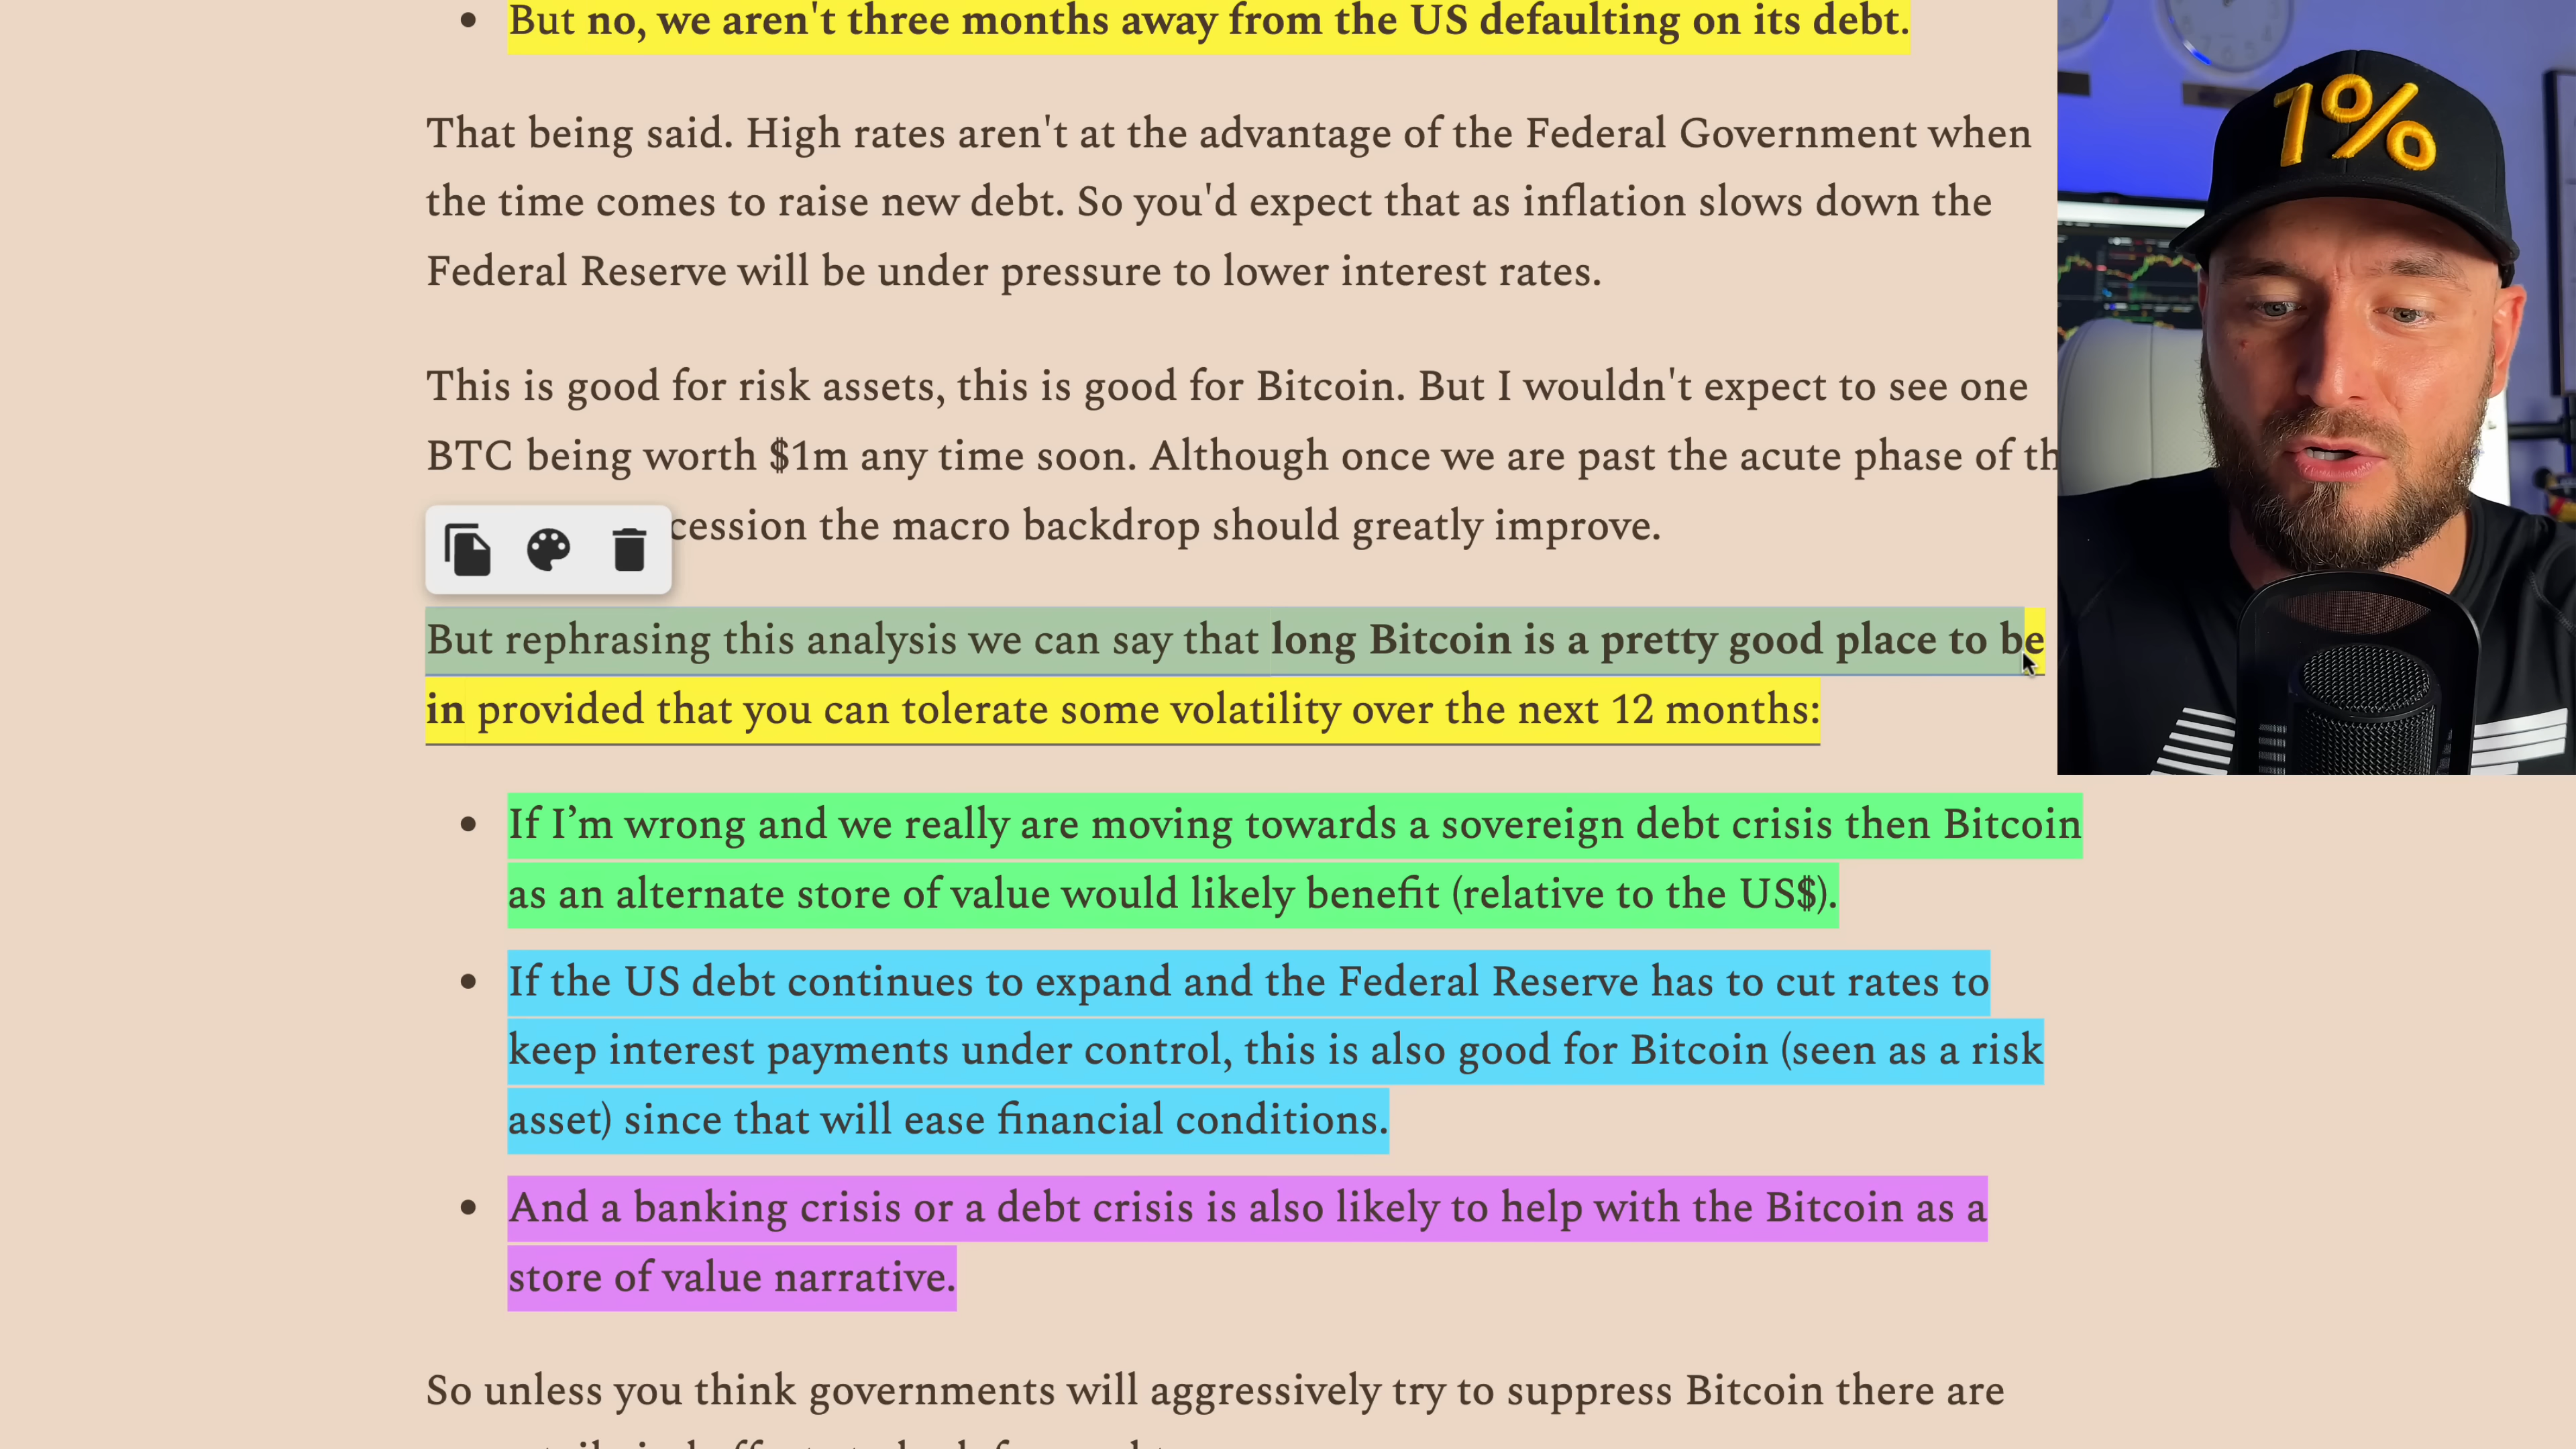 But no, we aren't three months away from the US defaulting on its debt.
That being said. High rates aren't at the advantage of the Federal Government when
the time comes to raise new debt. So you'd expect that as inflation slows down the
Federal Reserve will be under pressure to lower interest rates.
This is good for risk assets, this is good for Bitcoin. But I wouldn't expect to see one
BTC being worth $1m any time soon. Although once we are past the acute phase of th
cession the macro backdrop should greatly improve.
But rephrasing this analysis we can say that long Bitcoin is a pretty good place to be
in provided that you can tolerate some volatility over the next 12 months:
If I’m wrong and we really are moving towards a sovereign debt crisis then Bitcoin
as an alternate store of value would likely benefit (relative to the US$).
If the US debt continues to expand and the Federal Reserve has to cut rates to
keep interest payments under control, this is also good for Bitcoin (seen as a risk
asset) since that will ease financial conditions.
And a banking crisis or a debt crisis is also likely to help with the Bitcoin as a
store of value narrative.
So unless you think governments will aggressively try to suppress Bitcoin there are
1%